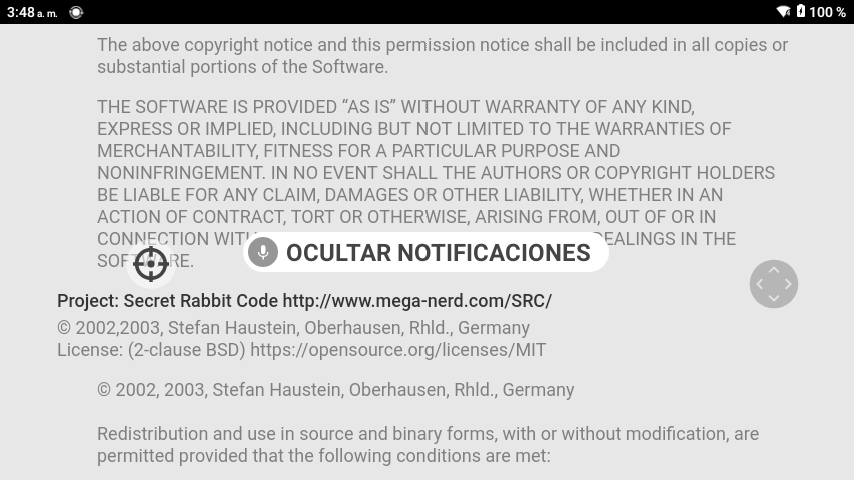 3:48 a. m.
100 %
The above copyright notice and this permission notice shall be included in all copies or
substantial portions of the Software.
THE SOFTWARE IS PROVIDED “AS IS” WITHOUT WARRANTY OF ANY KIND,
EXPRESS OR IMPLIED, INCLUDING BUT NOT LIMITED TO THE WARRANTIES OF
MERCHANTABILITY, FITNESS FOR A PARTICULAR PURPOSE AND
NONINFRINGEMENT. IN NO EVENT SHALL THE AUTHORS OR COPYRIGHT HOLDERS
BE LIABLE FOR ANY CLAIM, DAMAGES OR OTHER LIABILITY, WHETHER IN AN
ACTION OF CONTRACT, TORT OR OTHERWISE, ARISING FROM, OUT OF OR IN
CONNECTION DEALINGS IN THE
OCULTAR NOTIFICACIONES
SOFTWARE.
Project: Secret Rabbit Code http://www.mega-nerd.com/SRC/
© 2002,2003, Stefan Haustein, Oberhausen, Rhld., Germany
License: (2-clause BSD) https://opensource.org/licenses/MIT
© 2002, 2003, Stefan Haustein, Oberhausen, Rhld., Germany
Redistribution and use in source and binary forms, with or without modification, are
permitted provided that the following conditions are met: